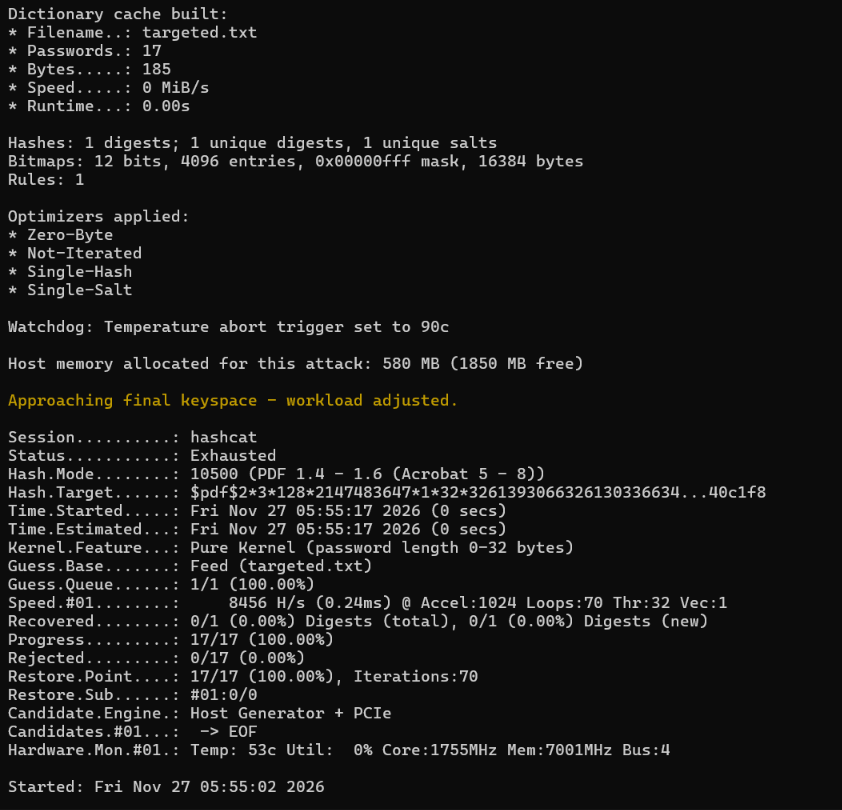 Dictionary cache built:
* Filename..: targeted.txt
* Passwords.: 17
* Bytes.....: 185
* Speed.....: 0 MiB/s
* Runtime...: 0.00s
Hashes: 1 digests; 1 unique digests, 1 unique salts
Bitmaps: 12 bits, 4096 entries, 0x00000fff mask, 16384 bytes
Rules: 1
Optimizers applied:
* Zero-Byte
* Not-Iterated
* Single-Hash
* Single-Salt
Watchdog: Temperature abort trigger set to 90c
Host memory allocated for this attack: 580 MB (1850 MB free)
Approaching final keyspace - workload adjusted.
Session..........: hashcat
Status...........: Exhausted
Hash.Mode........: 10500 (PDF 1.4 - 1.6 (Acrobat 5 - 8))
Hash.Target......: $pdf$2*3*128*2147483647*1*32*3261393066326130336634...40c1f8
Time.Started.....: Fri Nov 27 05:55:17 2026 (0 secs)
Time.Estimated...: Fri Nov 27 05:55:17 2026 (0 secs)
Kernel.Feature...: Pure Kernel (password length 0-32 bytes)
Guess.Base.......: Feed (targeted.txt)
Guess.Queue......: 1/1 (100.00%)
Speed.#01........:     8456 H/s (0.24ms) @ Accel:1024 Loops:70 Thr:32 Vec:1
Recovered........: 0/1 (0.00%) Digests (total), 0/1 (0.00%) Digests (new)
Progress.........: 17/17 (100.00%)
Rejected.........: 0/17 (0.00%)
Restore.Point....: 17/17 (100.00%), Iterations:70
Restore.Sub......: #01:0/0
Candidate.Engine.: Host Generator + PCIe
Candidates.#01...:  -> EOF
Hardware.Mon.#01.: Temp: 53c Util:  0% Core:1755MHz Mem:7001MHz Bus:4
Started: Fri Nov 27 05:55:02 2026